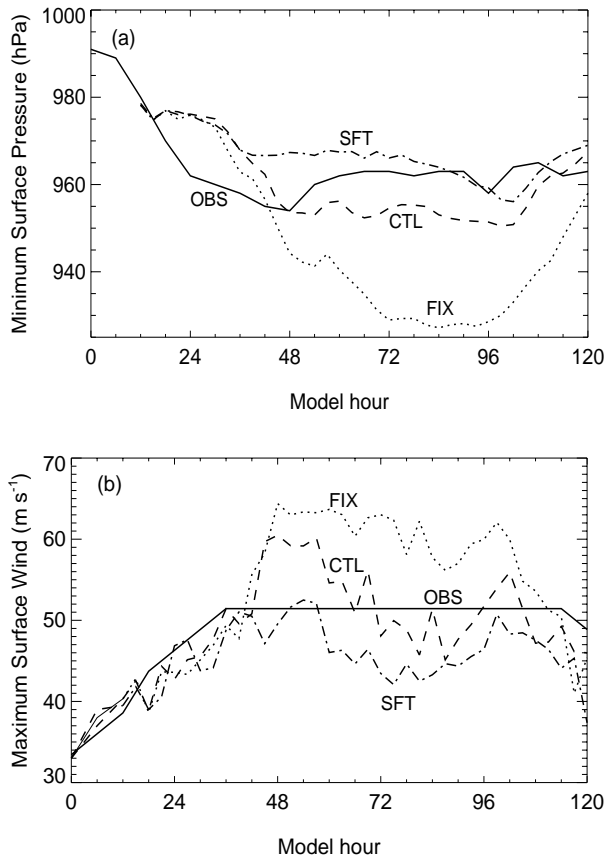 1000
(a)
980
SFT
960
OBS
CTL
940
FIX
0 24 48 72 96 120
Model hour
Minimum Surface Pressure (hPa)
70
(b)
FIX
60
CTL
OBS
50
40
SFT
30
0 24 48 72 96 120
Model hour
Maximum Surface Wind (m s⁻¹)